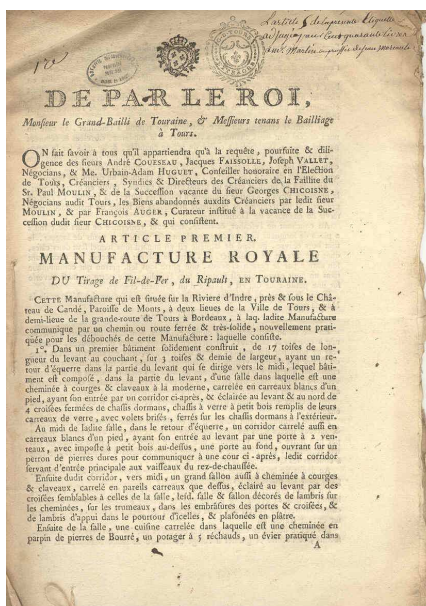 1re
L'article de la presente Etiquette
adjugé
quarante
Sr. Martin
DE PAR LE ROI,
Monsieur le Grand-Bailli de Touraine, & Messieurs tenans le Bailliage
à Tours.
ON fait savoir à tous qu'il appartiendra qu'à la requête, poursuite & dili-
gence des sieurs André COUESEAU, Jacques FAISSOLLE, Joseph VALLET,
Négocians, & Me. Urbain-Adam HUGUET, Conseiller honoraire en l'Election
de Tours, Créanciers, Syndics & Directeurs des Créanciers de la Faillite du
Sr. Paul MOULIN, & de la Succession vacante du sieur Georges CHICOISNE,
Négocians audit Tours, les Biens abandonnés auxdits Créanciers par ledit sieur
MOULIN, & par François AUGER, Curateur institué à la vacance de la Suc-
cession dudit sieur CHICOISNE, & qui consistent.
ARTICLE PREMIER.
MANUFACTURE ROYALE
DU Tirage de Fil-de-Fer, du Ripault, EN TOURAINE.
CETTE Manufacture qui est située sur la Riviere d'Indre, près & sous le Châ-
teau de Candé, Paroisse de Monts, à deux lieues de la Ville de Tours, & à
demi-lieue de la grande-route de Tours à Bordeaux, à laq. ladite Manufacture
communique par un chemin ou route ferrée & très-solide, nouvellement prati-
quée pour les débouchés de cette Manufacture: laquelle consiste.
1°. Dans un premier bâtiment solidement construit, de 17 toises de lon-
gueur du levant au couchant, sur 3 toises & demie de largeur, ayant un re-
tour d'équerre dans la partie du levant qui se dirige vers le midi, lequel bâti-
ment est composé, dans la partie du levant, d'une salle dans laquelle est une
cheminée à courges & claveaux à la moderne, carrelée en carreaux blancs d'un
pied, ayant son entrée par un corridor ci-après, & éclairée au levant & au nord de
4 croisées fermées de chassis dormans, chassis à verre à petit bois remplis de leurs
carreaux de verre, avec volets brisés, ferrés sur les chassis dormans à l'extérieur.
Au midi de ladite salle, dans le retour d'équerre, un corridor carrelé aussi en
carreaux blancs d'un pied, ayant son entrée au levant par une porte à 2 ven-
teaux, avec imposte à petit bois au-dessus, une porte au fond, ouvrant sur un
perron de pierres dures pour communiquer à une cour ci-après, ledit corridor
servant d'entrée principale aux vaisseaux du rez-de-chaussée.
Ensuite dudit corridor, vers midi, un grand sallon aussi à cheminée à courges
& claveaux, carrelé en pareils carreaux que dessus, éclairé au levant par des
croisées semblables à celles de la salle, lesd. salle & sallon décorés de lambris sur
les cheminées, sur les trumeaux, dans les embrâsures des portes & croisées, &
de lambris d'appui dans le pourtour d'icelles, & plafonées en plâtre.
Ensuite de la salle, une cuisine carrelée dans laquelle est une cheminée en
parpin de pierres de Bourré, un potager à 5 réchauds, un évier pratiqué dans
A